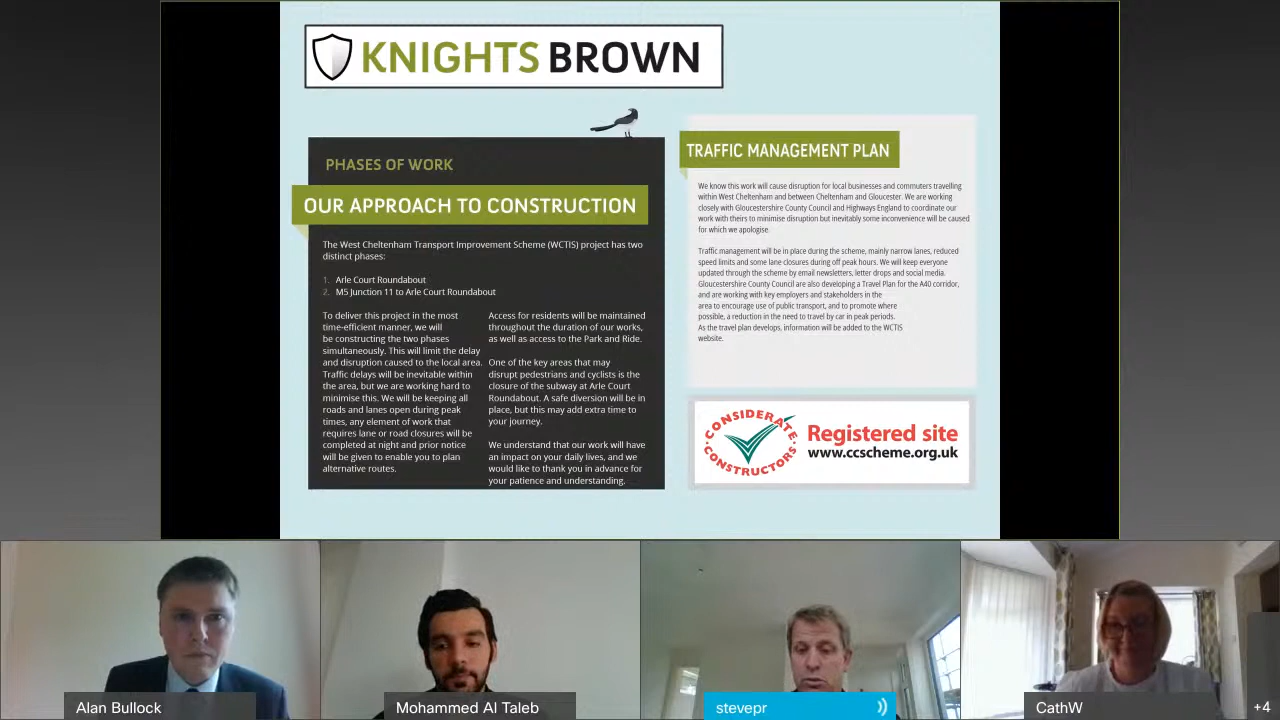 KNIGHTS BROWN
PHASES OF WORK
OUR APPROACH TO CONSTRUCTION
The West Cheltenham Transport Improvement Scheme (WCTIS) project has two
distinct phases:
1. Arle Court Roundabout
2. M5 Junction 11 to Arle Court Roundabout
To deliver this project in the most
time-efficient manner, we will
be constructing the two phases
simultaneously. This will limit the delay
and disruption caused to the local area.
Traffic delays will be inevitable within
the area, but we are working hard to
minimise this. We will be keeping all
roads and lanes open during peak
times, any element of work that
requires lane or road closures will be
completed at night and prior notice
will be given to enable you to plan
alternative routes.
Access for residents will be maintained
throughout the duration of our works,
as well as access to the Park and Ride.
One of the key areas that may
disrupt pedestrians and cyclists is the
closure of the subway at Arle Court
Roundabout. A safe diversion will be in
place, but this may add extra time to
your journey.
We understand that our work will have
an impact on your daily lives, and we
would like to thank you in advance for
your patience and understanding.
TRAFFIC MANAGEMENT PLAN
We know this work will cause disruption for local businesses and commuters travelling
within West Cheltenham and between Cheltenham and Gloucester. We are working
closely with Gloucestershire County Council and Highways England to coordinate our
work with theirs to minimise disruption but inevitably some inconvenience will be caused
for which we apologise.
Traffic management will be in place during the scheme, mainly narrow lanes, reduced
speed limits and some lane closures during off peak hours. We will keep everyone
updated through the scheme by email newsletters, letter drops and social media.
Gloucestershire County Council are also developing a Travel Plan for the A40 corridor,
and are working with key employers and stakeholders in the
area to encourage use of public transport, and to promote where
possible, a reduction in the need to travel by car in peak periods.
As the travel plan develops, information will be added to the WCTIS
website.
CONSIDERATE
CONSTRUCTORS
Registered site
www.ccscheme.org.uk
Alan Bullock
Mohammed Al Taleb
stevepr
CathW
+4